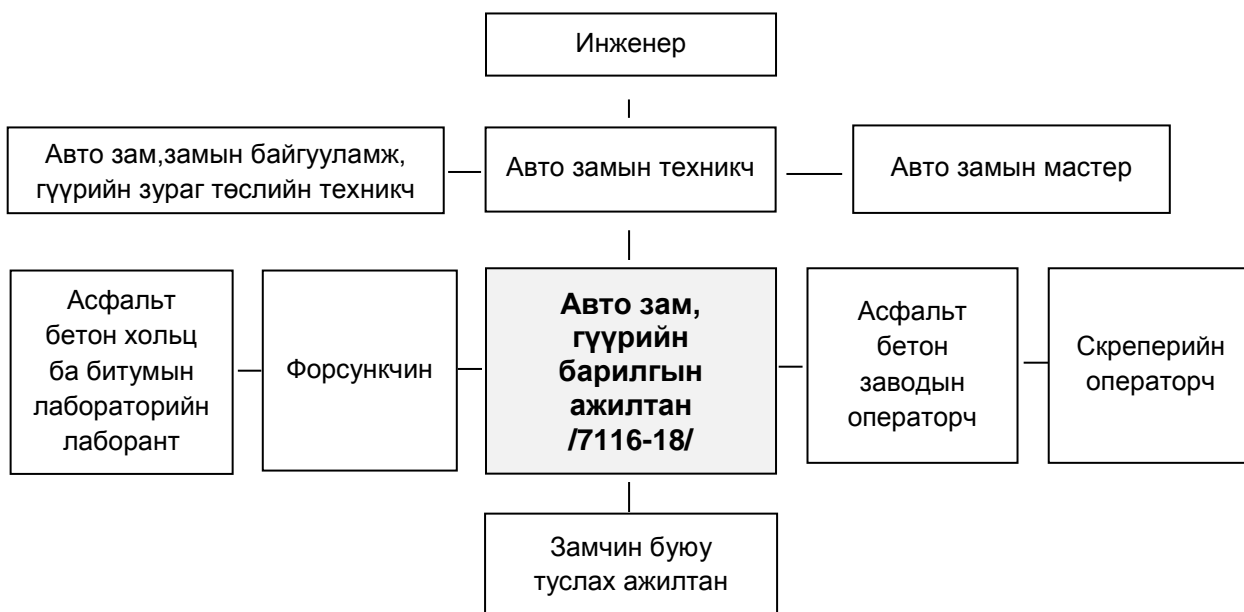 Инженер
Авто зам,замын байгууламж,
гүүрийн зураг төслийн техникч
Авто замын техникч
Авто замын мастер
Асфальт
бетон хольц
ба битумын
лабораторийн
лаборант
Форсункчин
Авто зам,
гүүрийн
барилгын
ажилтан
/7116-18/
Асфальт
бетон
заводын
операторч
Скреперийн
операторч
Замчин буюу
туслах ажилтан